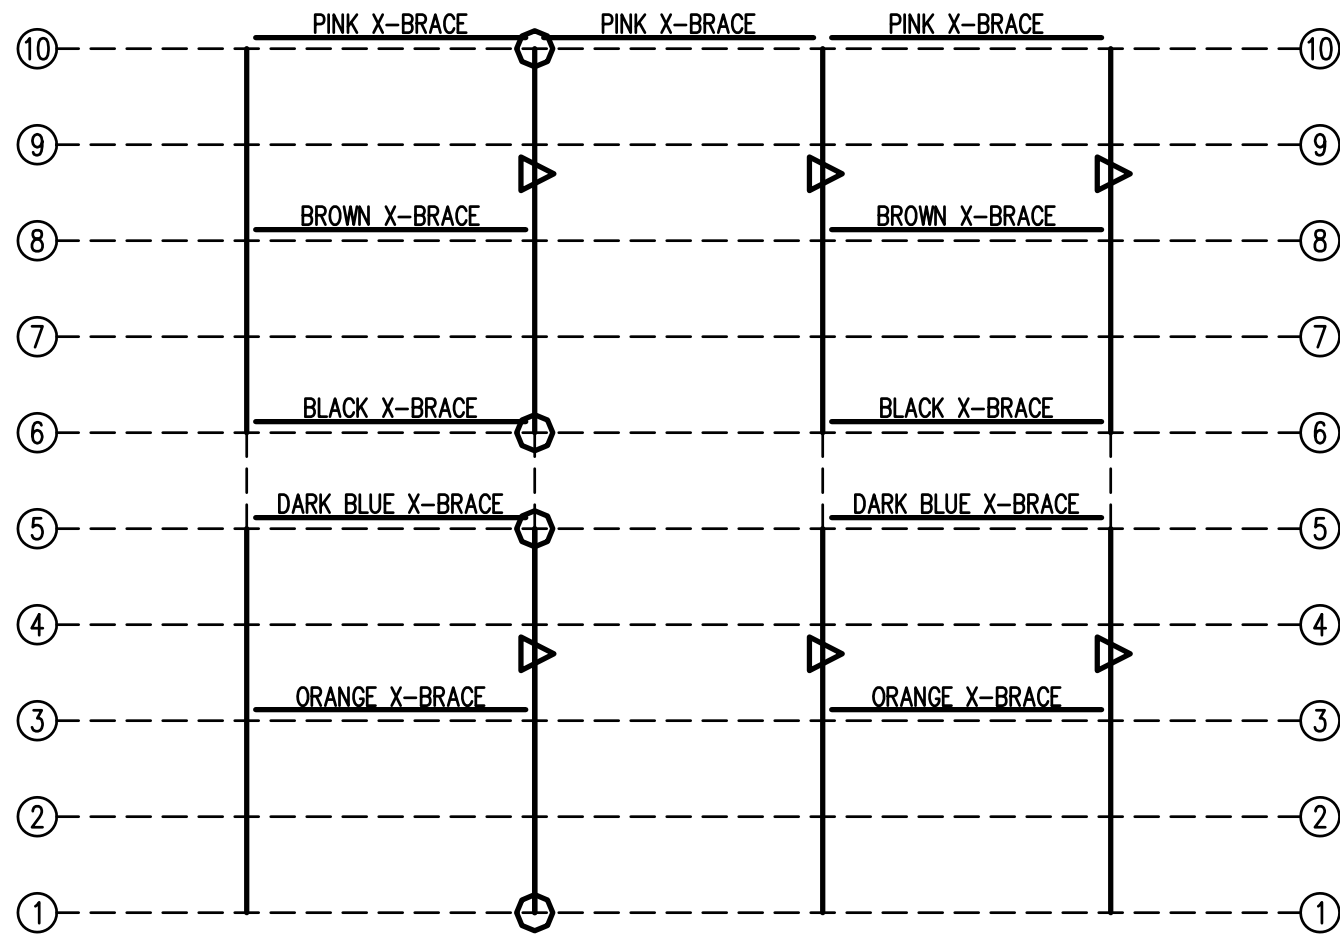 PINK X-BRACE PINK X-BRACE PINK X-BRACE
10 10
9 9
BROWN X-BRACE BROWN X-BRACE
8 8
7 7
BLACK X-BRACE BLACK X-BRACE
6 6
DARK BLUE X-BRACE DARK BLUE X-BRACE
5 5
4 4
ORANGE X-BRACE ORANGE X-BRACE
3 3
2 2
1 1